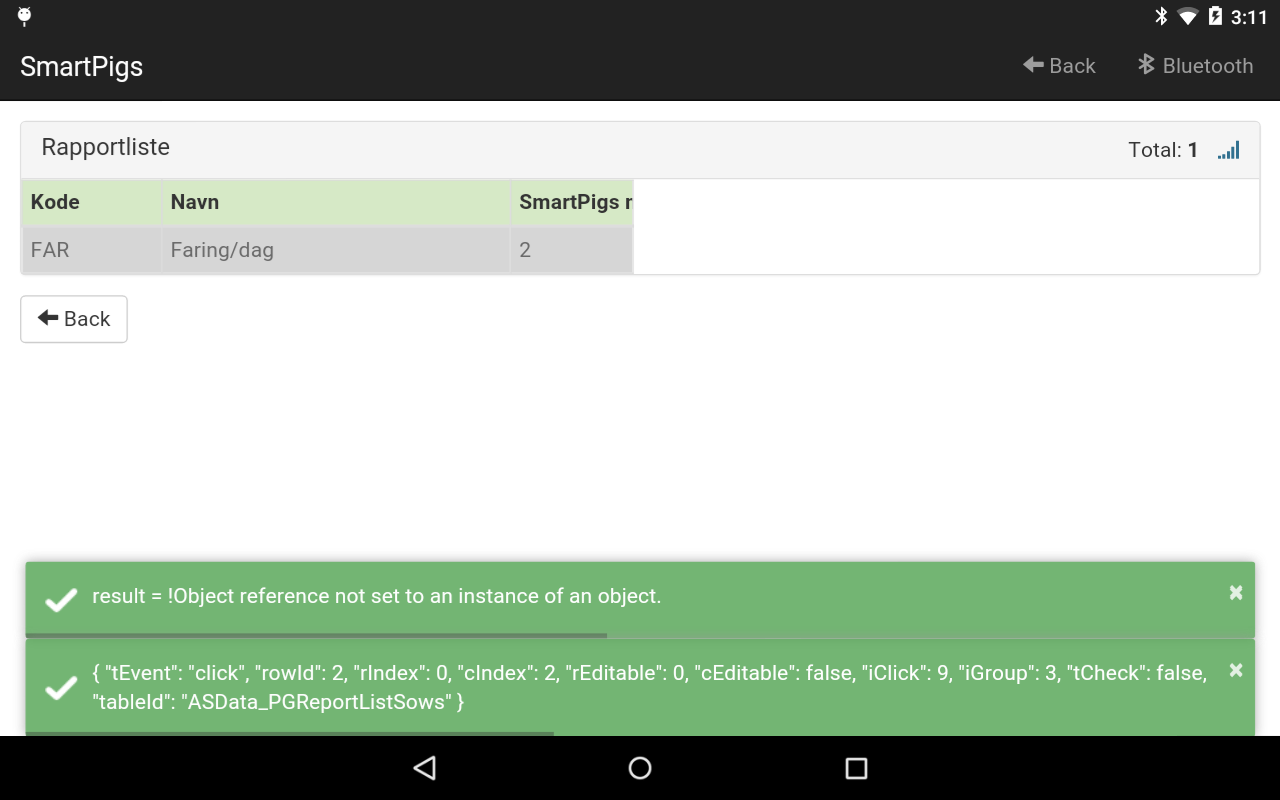 3:11
SmartPigs
Back
Bluetooth
Rapportliste
Total: 1
Kode Navn SmartPigs r
FAR Faring/dag 2
Back
result = !Object reference not set to an instance of an object.
{ "tEvent": "click", "rowId": 2, "rIndex": 0, "cIndex": 2, "rEditable": 0, "cEditable": false, "iClick": 9, "iGroup": 3, "tCheck": false,
"tableId": "ASData_PGReportListSows" }